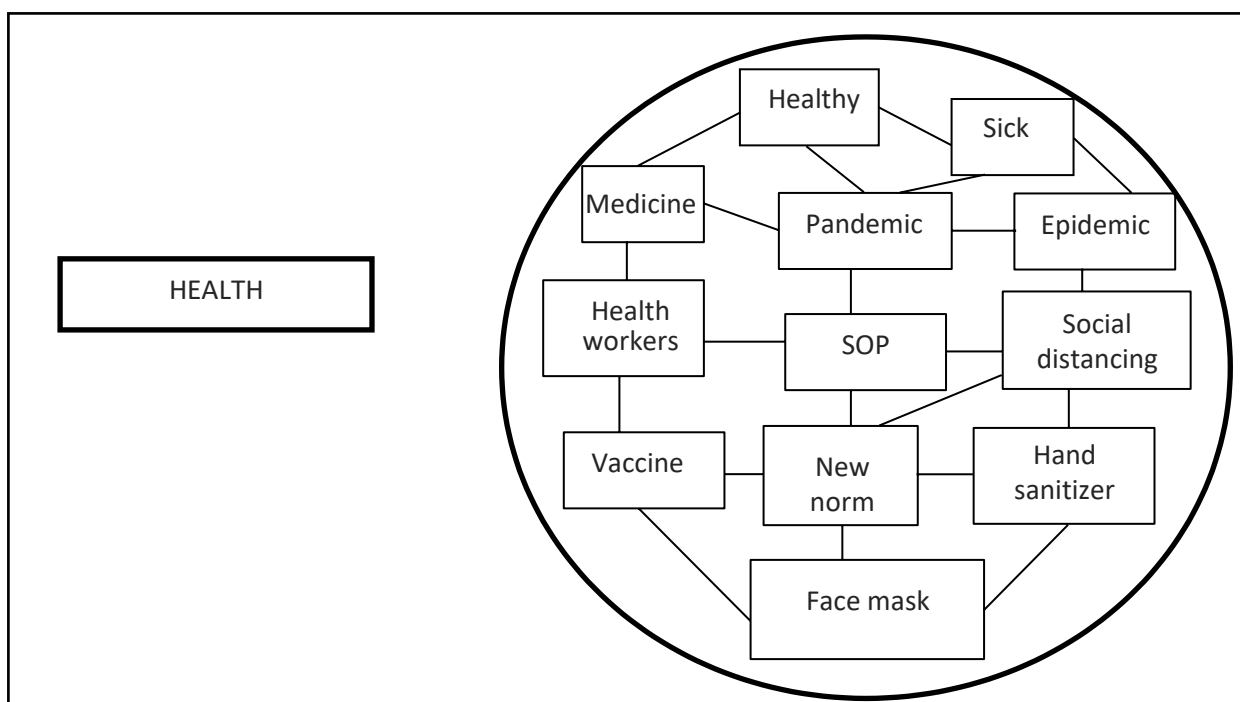 Healthy
Sick
Medicine
Pandemic
Epidemic
HEALTH
Health
workers
SOP
Social
distancing
Vaccine
New
norm
Hand
sanitizer
Face mask